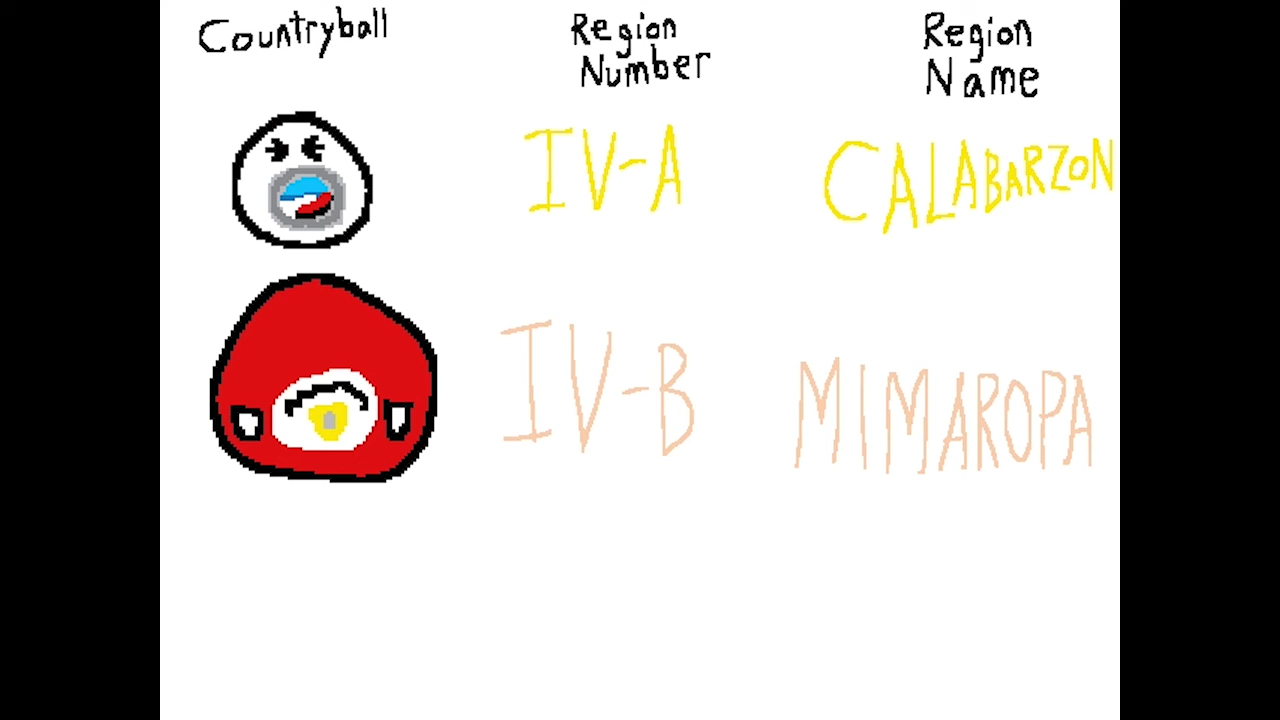 Countryball
Region
Number
Region
Name
IV-A
CALABARZON
IV-B
MIMAROPA